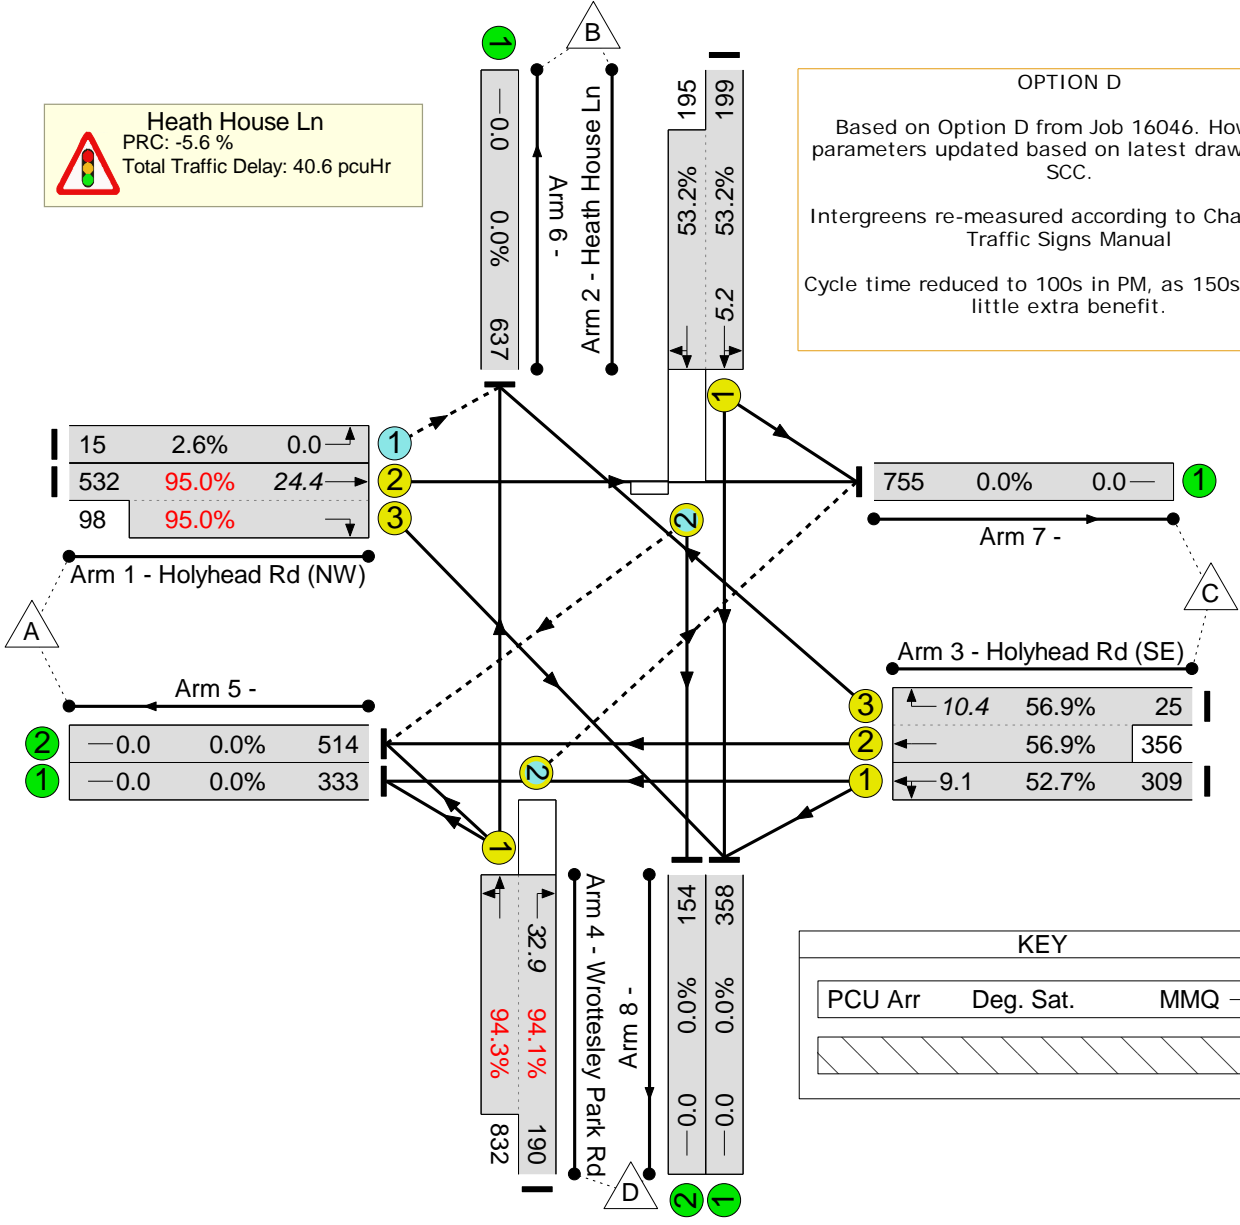 Heath House Ln
PRC: -5.6 %
Total Traffic Delay: 40.6 pcuHr
B
1
0.0
0.0%
637
Arm 6 -
Arm 2 - Heath House Ln
195
53.2%
199
53.2%
5.2
1
2
OPTION D
Based on Option D from Job 16046. How
parameters updated based on latest draw
SCC.
Intergreens re-measured according to Cha
Traffic Signs Manual
Cycle time reduced to 100s in PM, as 150s
little extra benefit.
15 2.6% 0.0 1
532 95.0% 24.4 2
98 95.0% 3
Arm 1 - Holyhead Rd (NW)
A
755 0.0% 0.0 1
Arm 7 -
C
Arm 3 - Holyhead Rd (SE)
3 10.4 56.9% 25
2 56.9% 356
1 9.1 52.7% 309
Arm 5 -
2 0.0 0.0% 514
1 0.0 0.0% 333
2
1
94.3%
832
32.9
94.1%
190
Arm 4 - Wrottesley Park Rd
D
Arm 8 -
154
0.0%
0.0
2
358
0.0%
0.0
1
KEY
PCU Arr Deg. Sat. MMQ